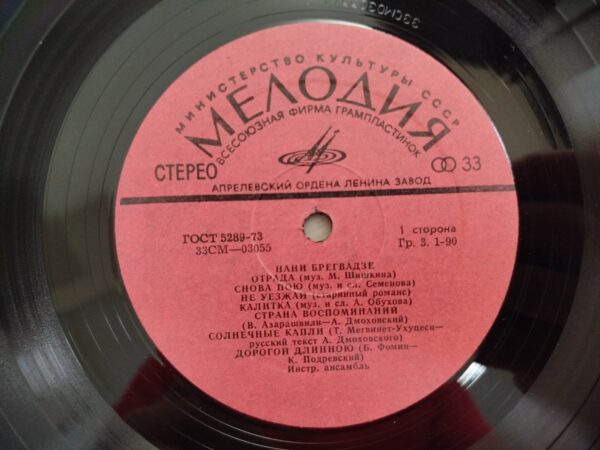 МИНИСТЕРСТВО КУЛЬТУРЫ СССР
МЕЛОДИЯ
ВСЕСОЮЗНАЯ ФИРМА ГРАМПЛАСТИНОК
СТЕРЕО
33
АПРЕЛЕВСКИЙ ОРДЕНА ЛЕНИНА ЗАВОД
ГОСТ 5289-73
33СМ—03055
1 сторона
Гр. 3. 1-90
НАНИ БРЕГВАДЗЕ
ОТРАДА (муз. М. Шишкина)
СНОВА ПОЮ (муз. и сл. Семенова)
НЕ УЕЗЖАЙ (старинный романс)
КАЛИТКА (муз. и сл. А. Обухова)
СТРАНА ВОСПОМИНАНИЙ
(В. Азарашвили—А. Дмоховский)
СОЛНЕЧНЫЕ КАПЛИ (Т. Мегвинет-Ухуцеси—
русский текст А. Дмоховского)
ДОРОГОЙ ДЛИННОЮ (Б. Фомин—
К. Подревский)
Инстр. ансамбль